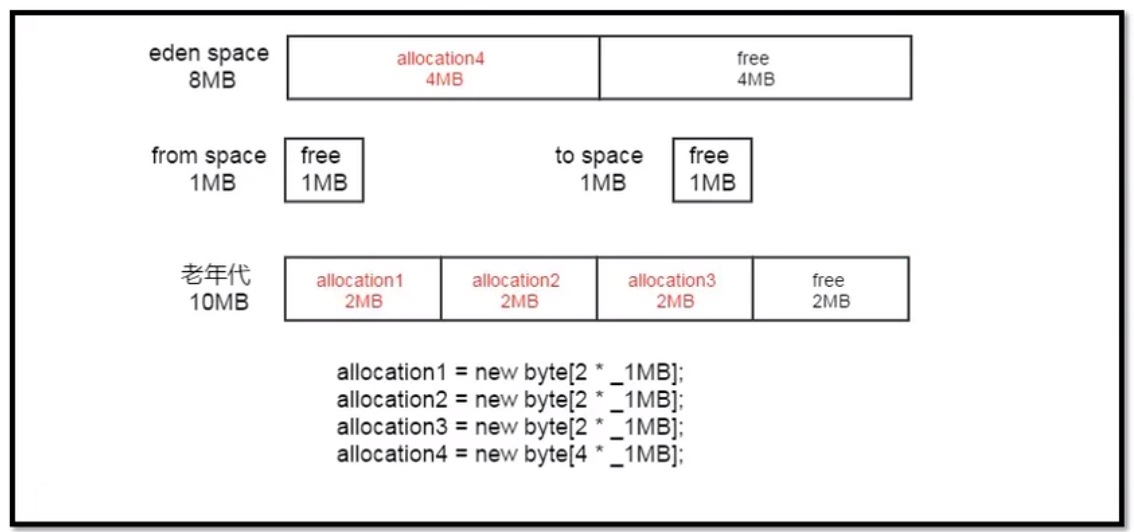 eden space
8MB
allocation4
4MB
free
4MB
from space
1MB
free
1MB
to space
1MB
free
1MB
老年代
10MB
allocation1
2MB
allocation2
2MB
allocation3
2MB
free
2MB
allocation1 = new byte[2 * _1MB];
allocation2 = new byte[2 * _1MB];
allocation3 = new byte[2 * _1MB];
allocation4 = new byte[4 * _1MB];